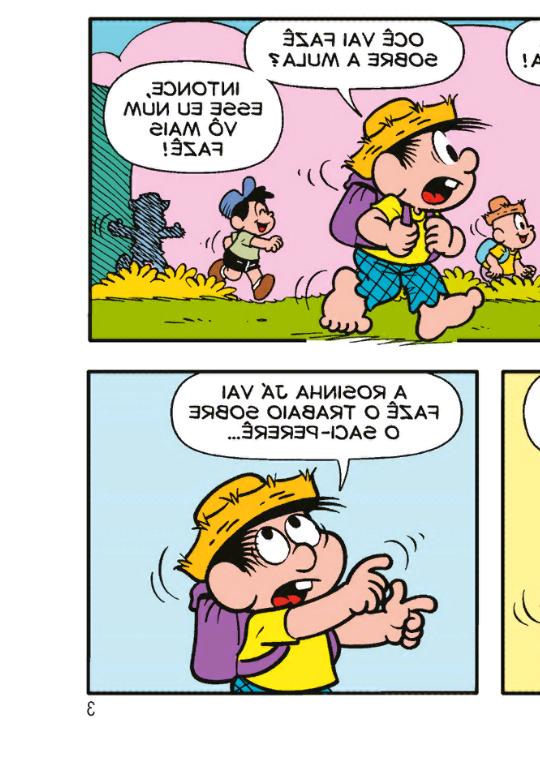 OCÊ VAI FAZÊ
SOBRE A MULA?
INTONCE,
ESSE EU NUM
VÔ MAIS
FAZÊ!
A ROSINHA JÁ VAI
FAZÊ O TRABAIO SOBRE
O SACI-PERERÊ...
3